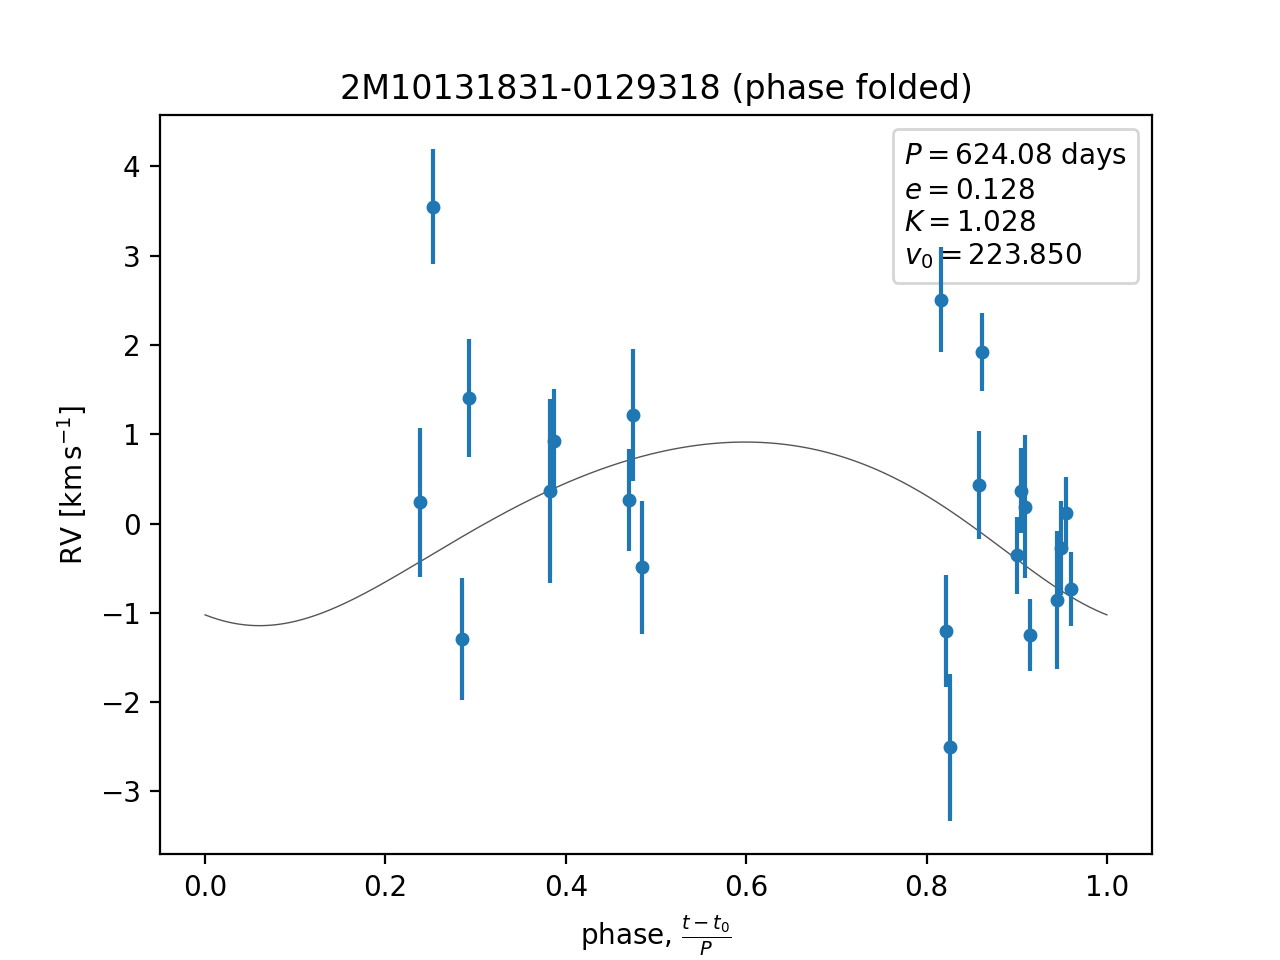 2M10131831-0129318 (phase folded)
P = 624.08 days
e = 0.128
K = 1.028
v₀ = 223.850
4
3
2
1
0
−1
−2
−3
RV [km s⁻¹]
0.0 0.2 0.4 0.6 0.8 1.0
phase, (t − t₀)/P